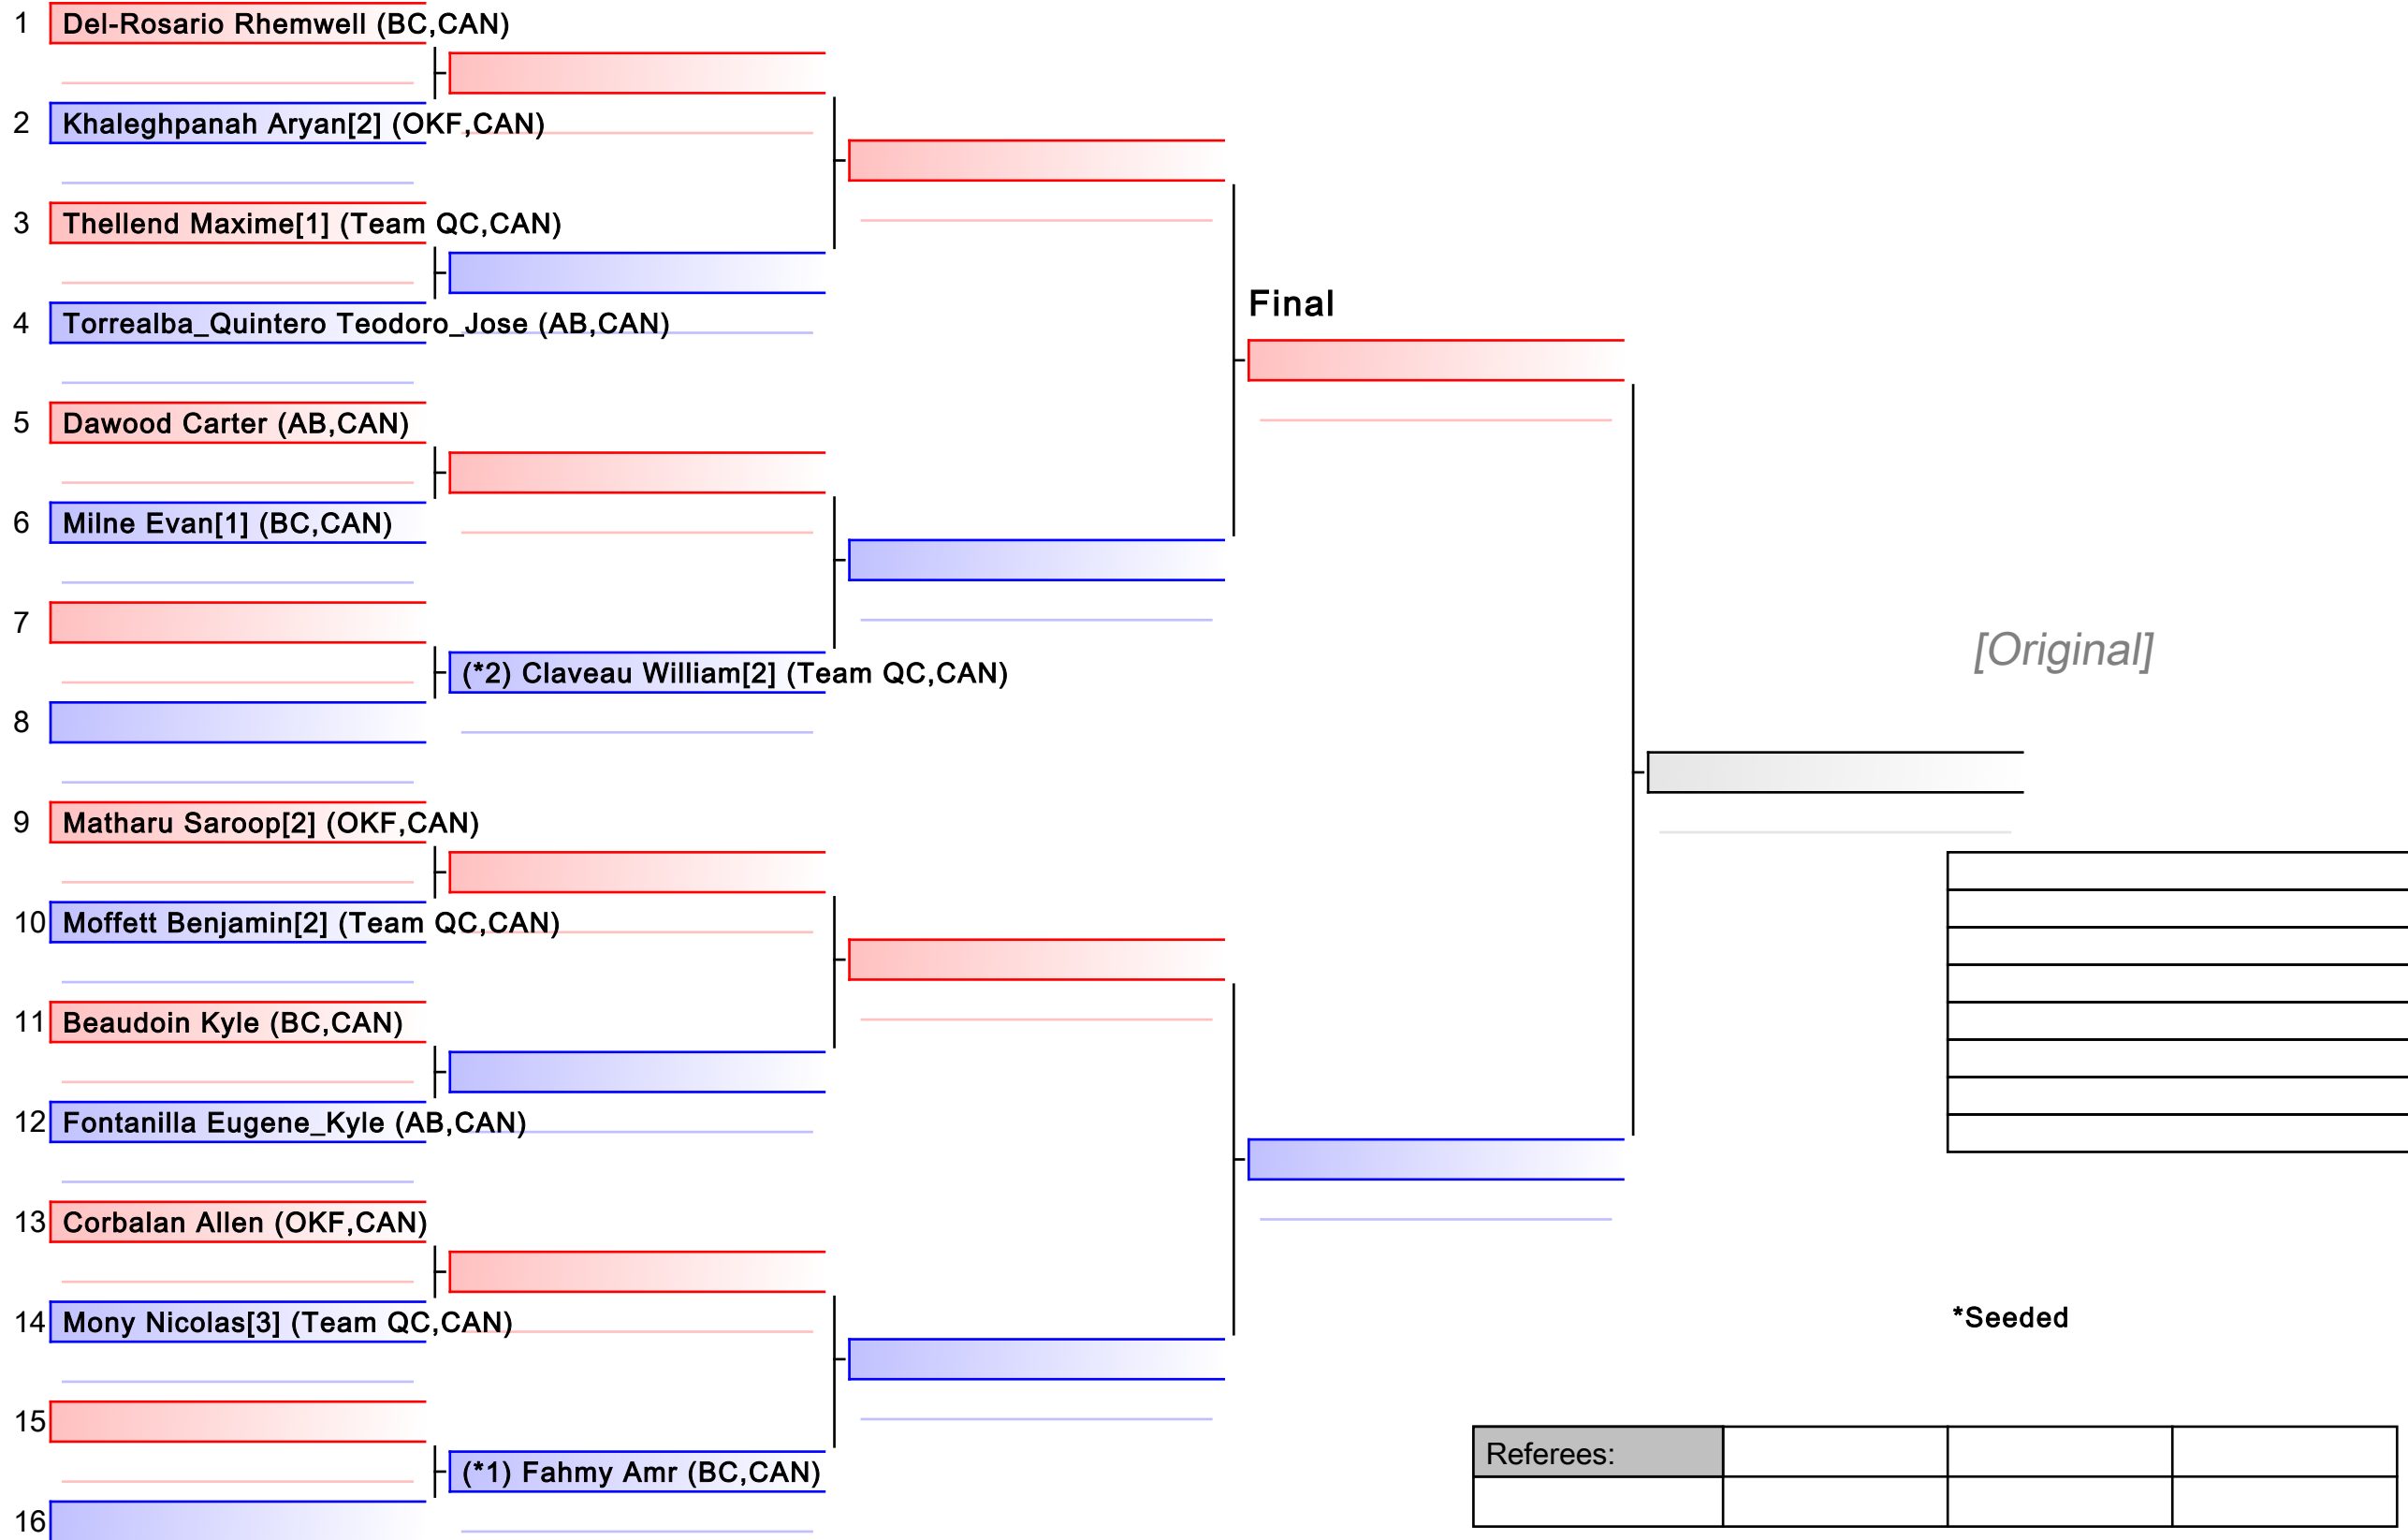 1 Del-Rosario Rhemwell (BC,CAN)
2 Khaleghpanah Aryan[2] (OKF,CAN)
3 Thellend Maxime[1] (Team QC,CAN)
Final
4 Torrealba_Quintero Teodoro_Jose (AB,CAN)
5 Dawood Carter (AB,CAN)
6 Milne Evan[1] (BC,CAN)
7
[Original]
(*2) Claveau William[2] (Team QC,CAN)
8
9 Matharu Saroop[2] (OKF,CAN)
10 Moffett Benjamin[2] (Team QC,CAN)
11 Beaudoin Kyle (BC,CAN)
12 Fontanilla Eugene_Kyle (AB,CAN)
13 Corbalan Allen (OKF,CAN)
14 Mony Nicolas[3] (Team QC,CAN)
*Seeded
15
Referees:
(*1) Fahmy Amr (BC,CAN)
16